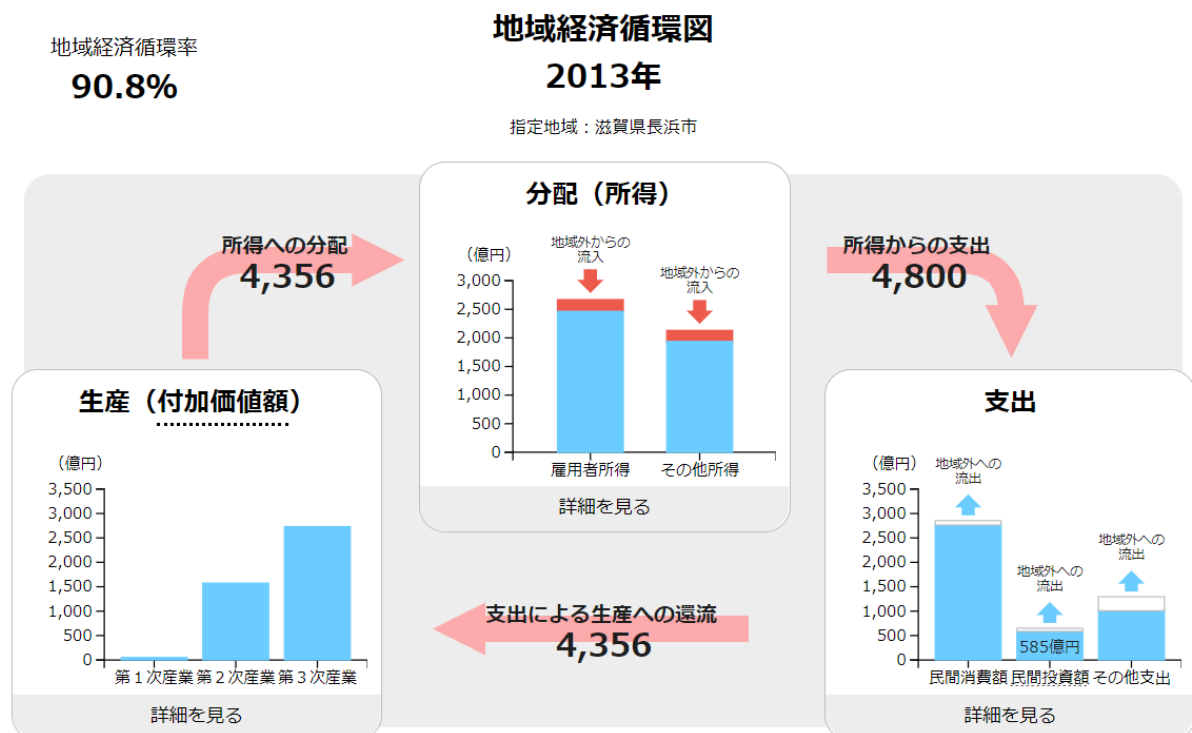 地域経済循環図
2013年
指定地域：滋賀県長浜市
地域経済循環率
90.8%
所得への分配
4,356
分配（所得）
（億円）
地域外からの
流入
地域外からの
流入
3,000
2,500
2,000
1,500
1,000
500
0
雇用者所得
その他所得
詳細を見る
所得からの支出
4,800
生産（付加価値額）
（億円）
3,500
3,000
2,500
2,000
1,500
1,000
500
0
第１次産業
第２次産業
第３次産業
詳細を見る
支出
（億円）
地域外への
流出
地域外への
流出
地域外への
流出
3,500
3,000
2,500
2,000
1,500
1,000
500
0
585億円
民間消費額
民間投資額
その他支出
詳細を見る
支出による生産への還流
4,356